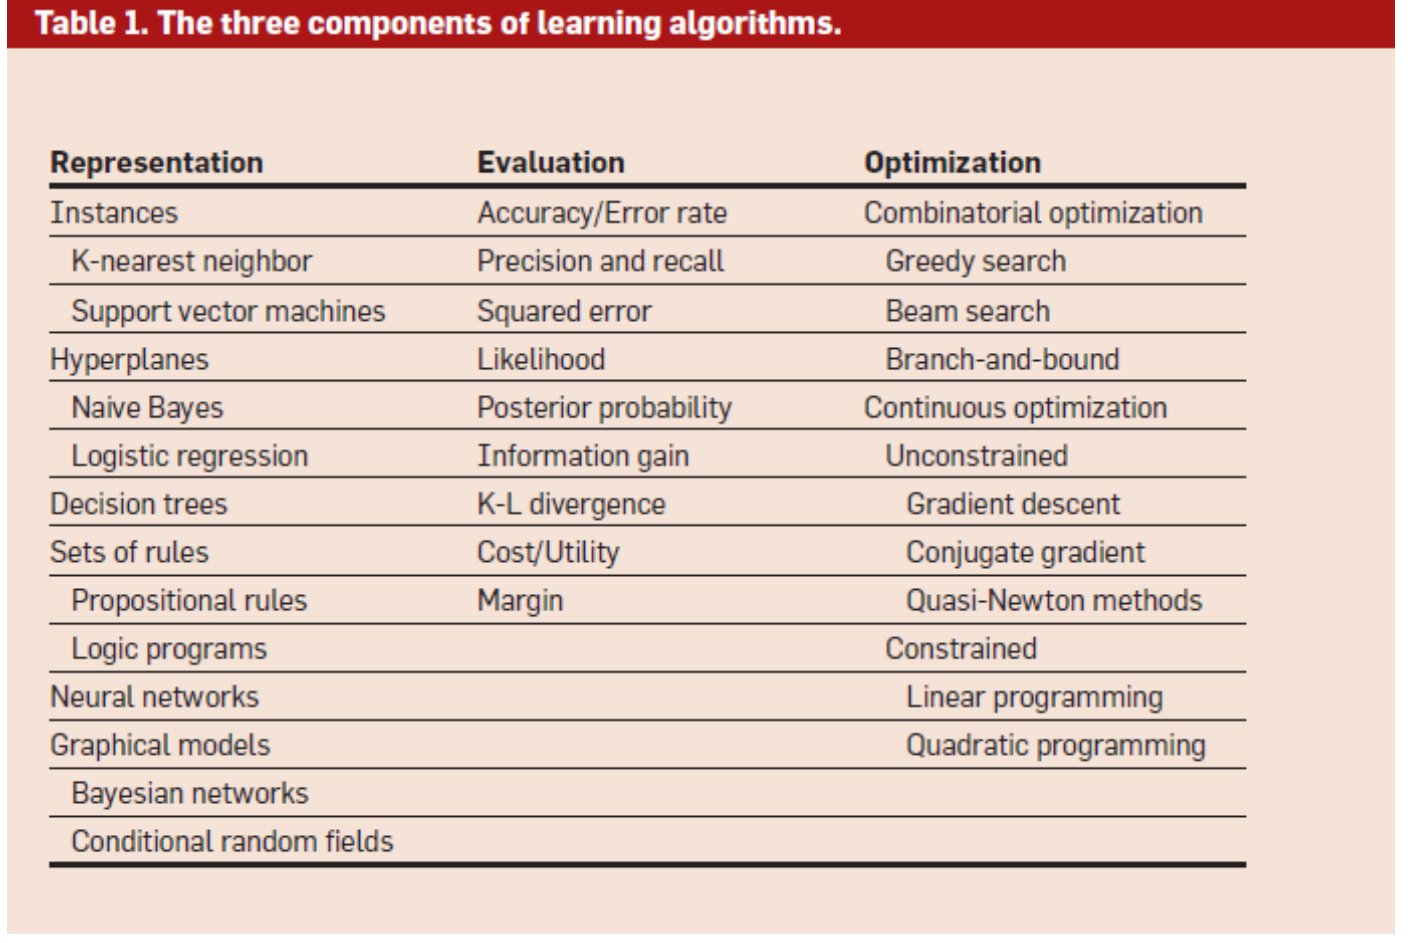 Table 1. The three components of learning algorithms.
Representation Evaluation Optimization
Instances Accuracy/Error rate Combinatorial optimization
K-nearest neighbor Precision and recall Greedy search
Support vector machines Squared error Beam search
Hyperplanes Likelihood Branch-and-bound
Naive Bayes Posterior probability Continuous optimization
Logistic regression Information gain Unconstrained
Decision trees K-L divergence Gradient descent
Sets of rules Cost/Utility Conjugate gradient
Propositional rules Margin Quasi-Newton methods
Logic programs Constrained
Neural networks Linear programming
Graphical models Quadratic programming
Bayesian networks
Conditional random fields